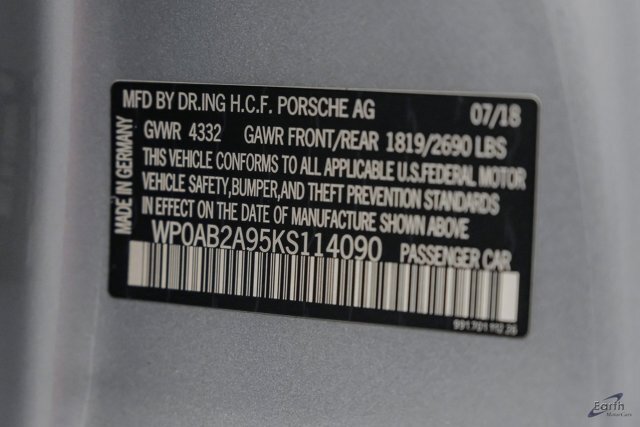 MFD BY DR.ING H.C.F. PORSCHE AG 07/18
GVWR 4332 GAWR FRONT/REAR 1819/2690 LBS
THIS VEHICLE CONFORMS TO ALL APPLICABLE U.S.FEDERAL MOTOR
VEHICLE SAFETY,BUMPER,AND THEFT PREVENTION STANDARDS
IN EFFECT ON THE DATE OF MANUFACTURE SHOWN ABOVE
WP0AB2A95KS114090 PASSENGER CAR
MADE IN GERMANY
Earth
MotorCars